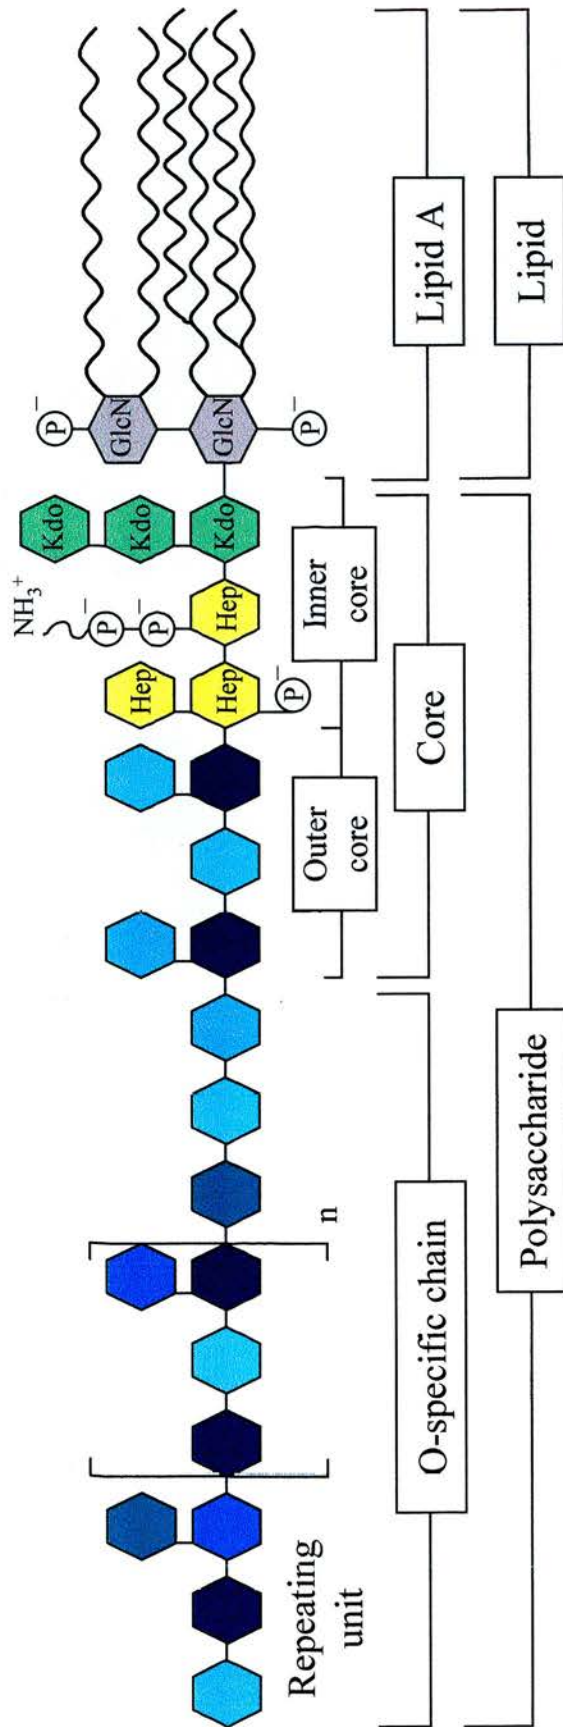 NH₃⁺
P⁻
P⁻
P⁻
P⁻
P⁻
Hep
Hep
Hep
Kdo
Kdo
Kdo
GlcN
GlcN
n
Repeating
unit
Outer
core
Inner
core
O-specific chain
Core
Lipid A
Polysaccharide
Lipid